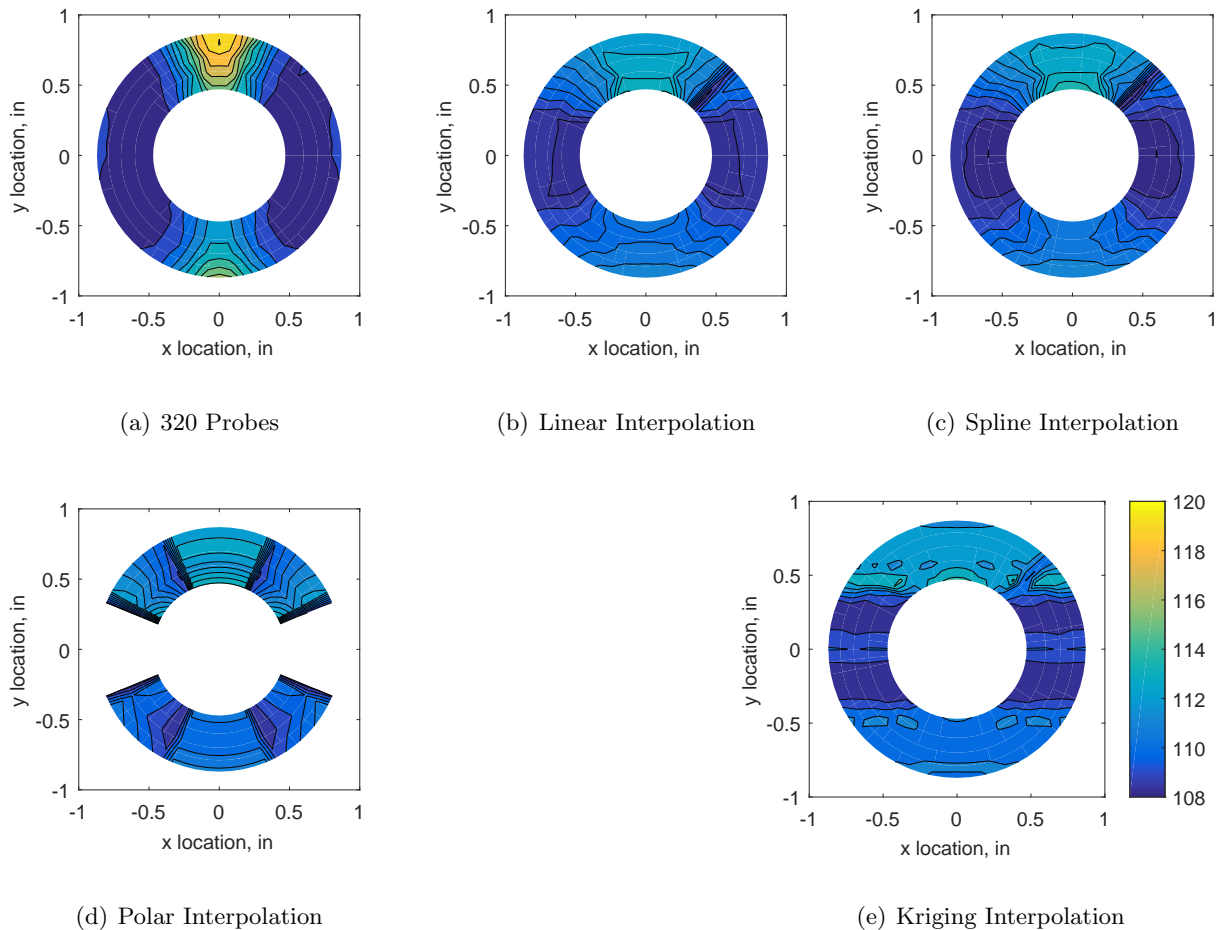 1
0.5
0
-0.5
-1
y location, in
-1 -0.5 0 0.5 1
x location, in
(a) 320 Probes
1
0.5
0
-0.5
-1
y location, in
-1 -0.5 0 0.5 1
x location, in
(b) Linear Interpolation
1
0.5
0
-0.5
-1
y location, in
-1 -0.5 0 0.5 1
x location, in
(c) Spline Interpolation
1
0.5
0
-0.5
-1
y location, in
-1 -0.5 0 0.5 1
x location, in
(d) Polar Interpolation
1
0.5
0
-0.5
-1
y location, in
-1 -0.5 0 0.5 1
x location, in
120
118
116
114
112
110
108
(e) Kriging Interpolation